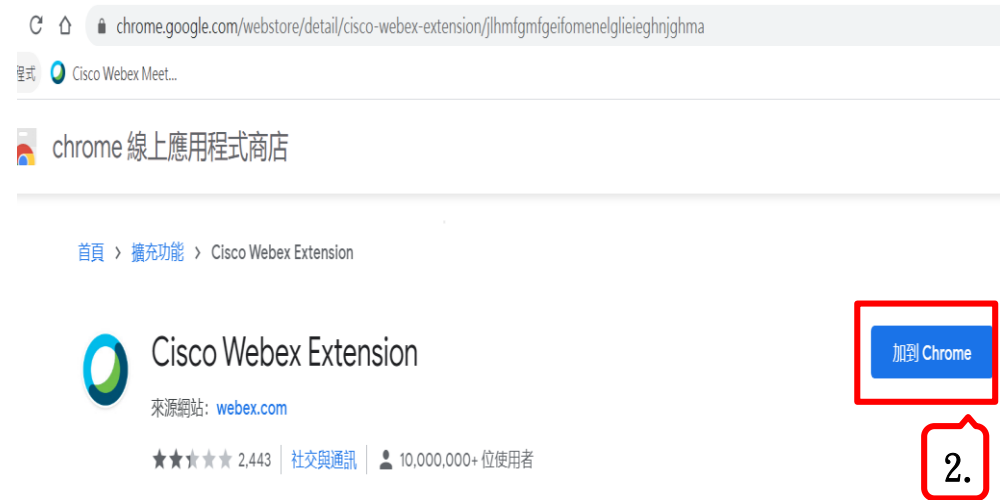 chrome.google.com/webstore/detail/cisco-webex-extension/jlhmfgmfgeifomenelglieieghnjghma
程式 Cisco Webex Meet...
chrome 線上應用程式商店
首頁 > 擴充功能 > Cisco Webex Extension
Cisco Webex Extension
加到 Chrome
來源網站: webex.com
2,443 社交與通訊 10,000,000+ 位使用者
2.